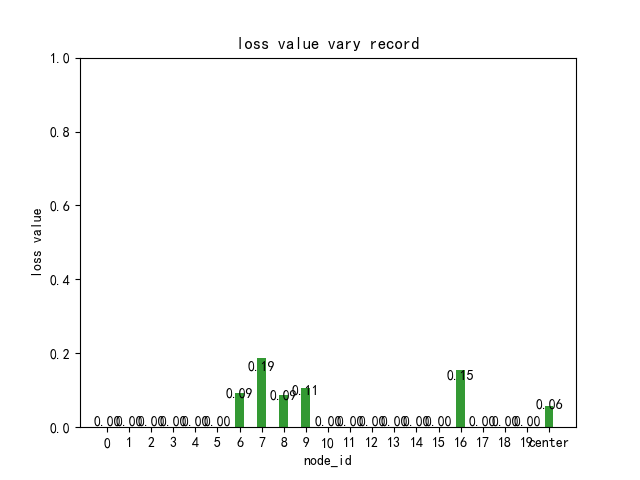 loss value vary record
1.0
0.8
0.6
0.4
0.2
0.0
loss value
0.00 0.00 0.00 0.00 0.00 0.00 0.09 0.19 0.09 0.11 0.00 0.00 0.00 0.00 0.00 0.00 0.15 0.00 0.00 0.00 0.06
0 1 2 3 4 5 6 7 8 9 10 11 12 13 14 15 16 17 18 19 center
node_id